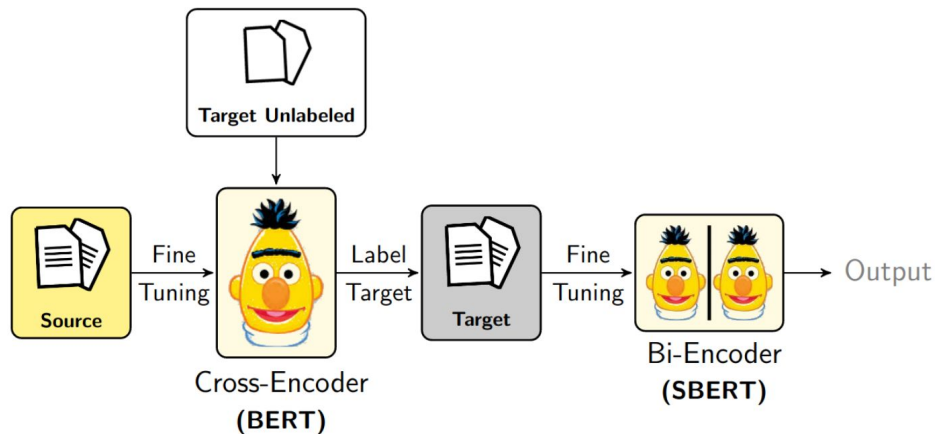 Target Unlabeled
Source
Fine
Tuning
Label
Target
Target
Fine
Tuning
Output
Cross-Encoder
(BERT)
Bi-Encoder
(SBERT)